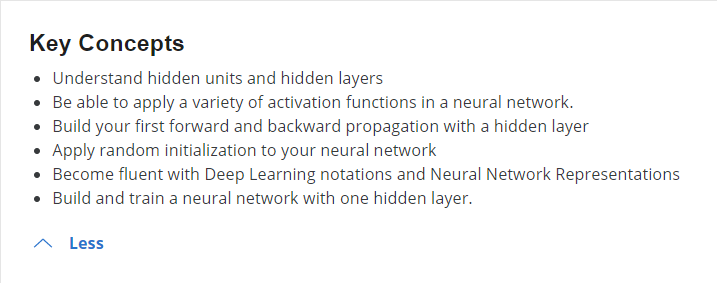 Key Concepts
Understand hidden units and hidden layers
Be able to apply a variety of activation functions in a neural network.
Build your first forward and backward propagation with a hidden layer
Apply random initialization to your neural network
Become fluent with Deep Learning notations and Neural Network Representations
Build and train a neural network with one hidden layer.
Less